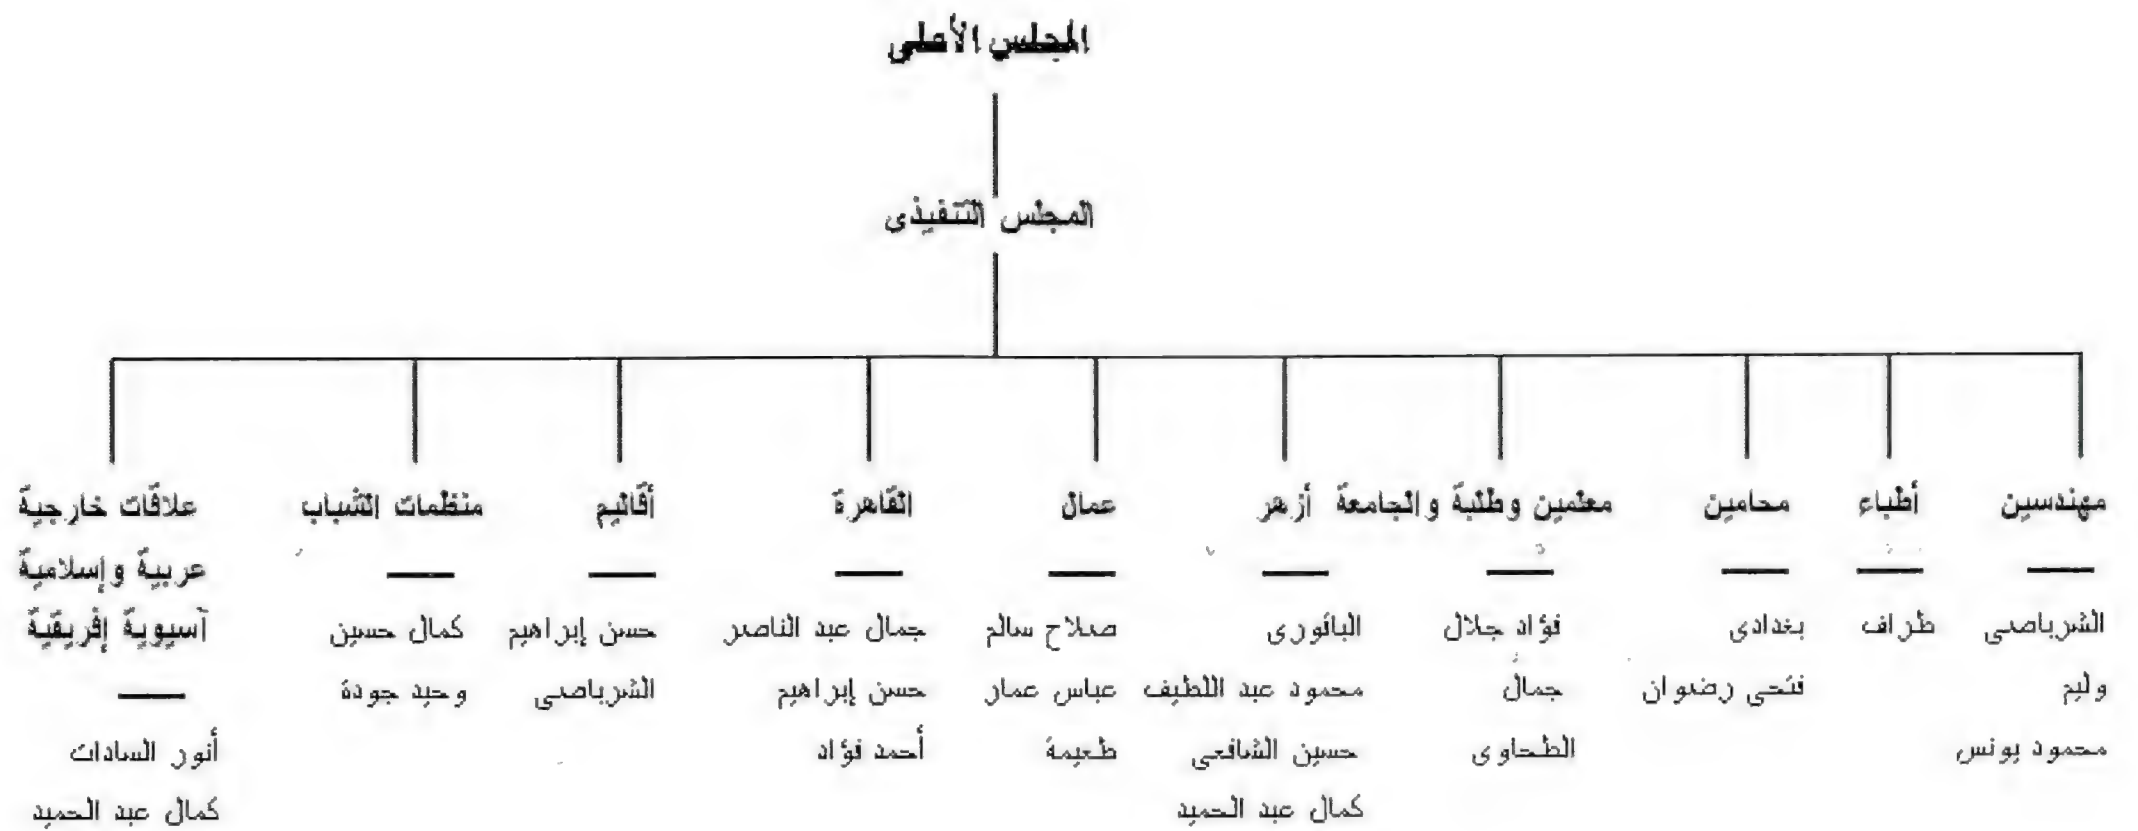 المجلس الأعلى
المجلس التنفيذى
مهندسين
الشرباصى
وليم
محمود يونس
أطباء
طراف
محامين
بغدادى
فتحى رضوان
معلمين وطلبة والجامعة
فؤاد جلال
جمال
الطحاوى
أزهر
الباقورى
محمود عبد اللطيف
حسين الشافعى
كمال عبد الحميد
عمال
صلاح سالم
عباس عمار
طعيمة
القاهرة
جمال عبد الناصر
حسن إبراهيم
أحمد فؤاد
أقاليم
حسن إبراهيم
الشرباصى
منظمات الشباب
كمال حسين
وحيد جودة
علاقات خارجية
عربية وإسلامية
آسيوية إفريقية
أنور السادات
كمال عبد الحميد